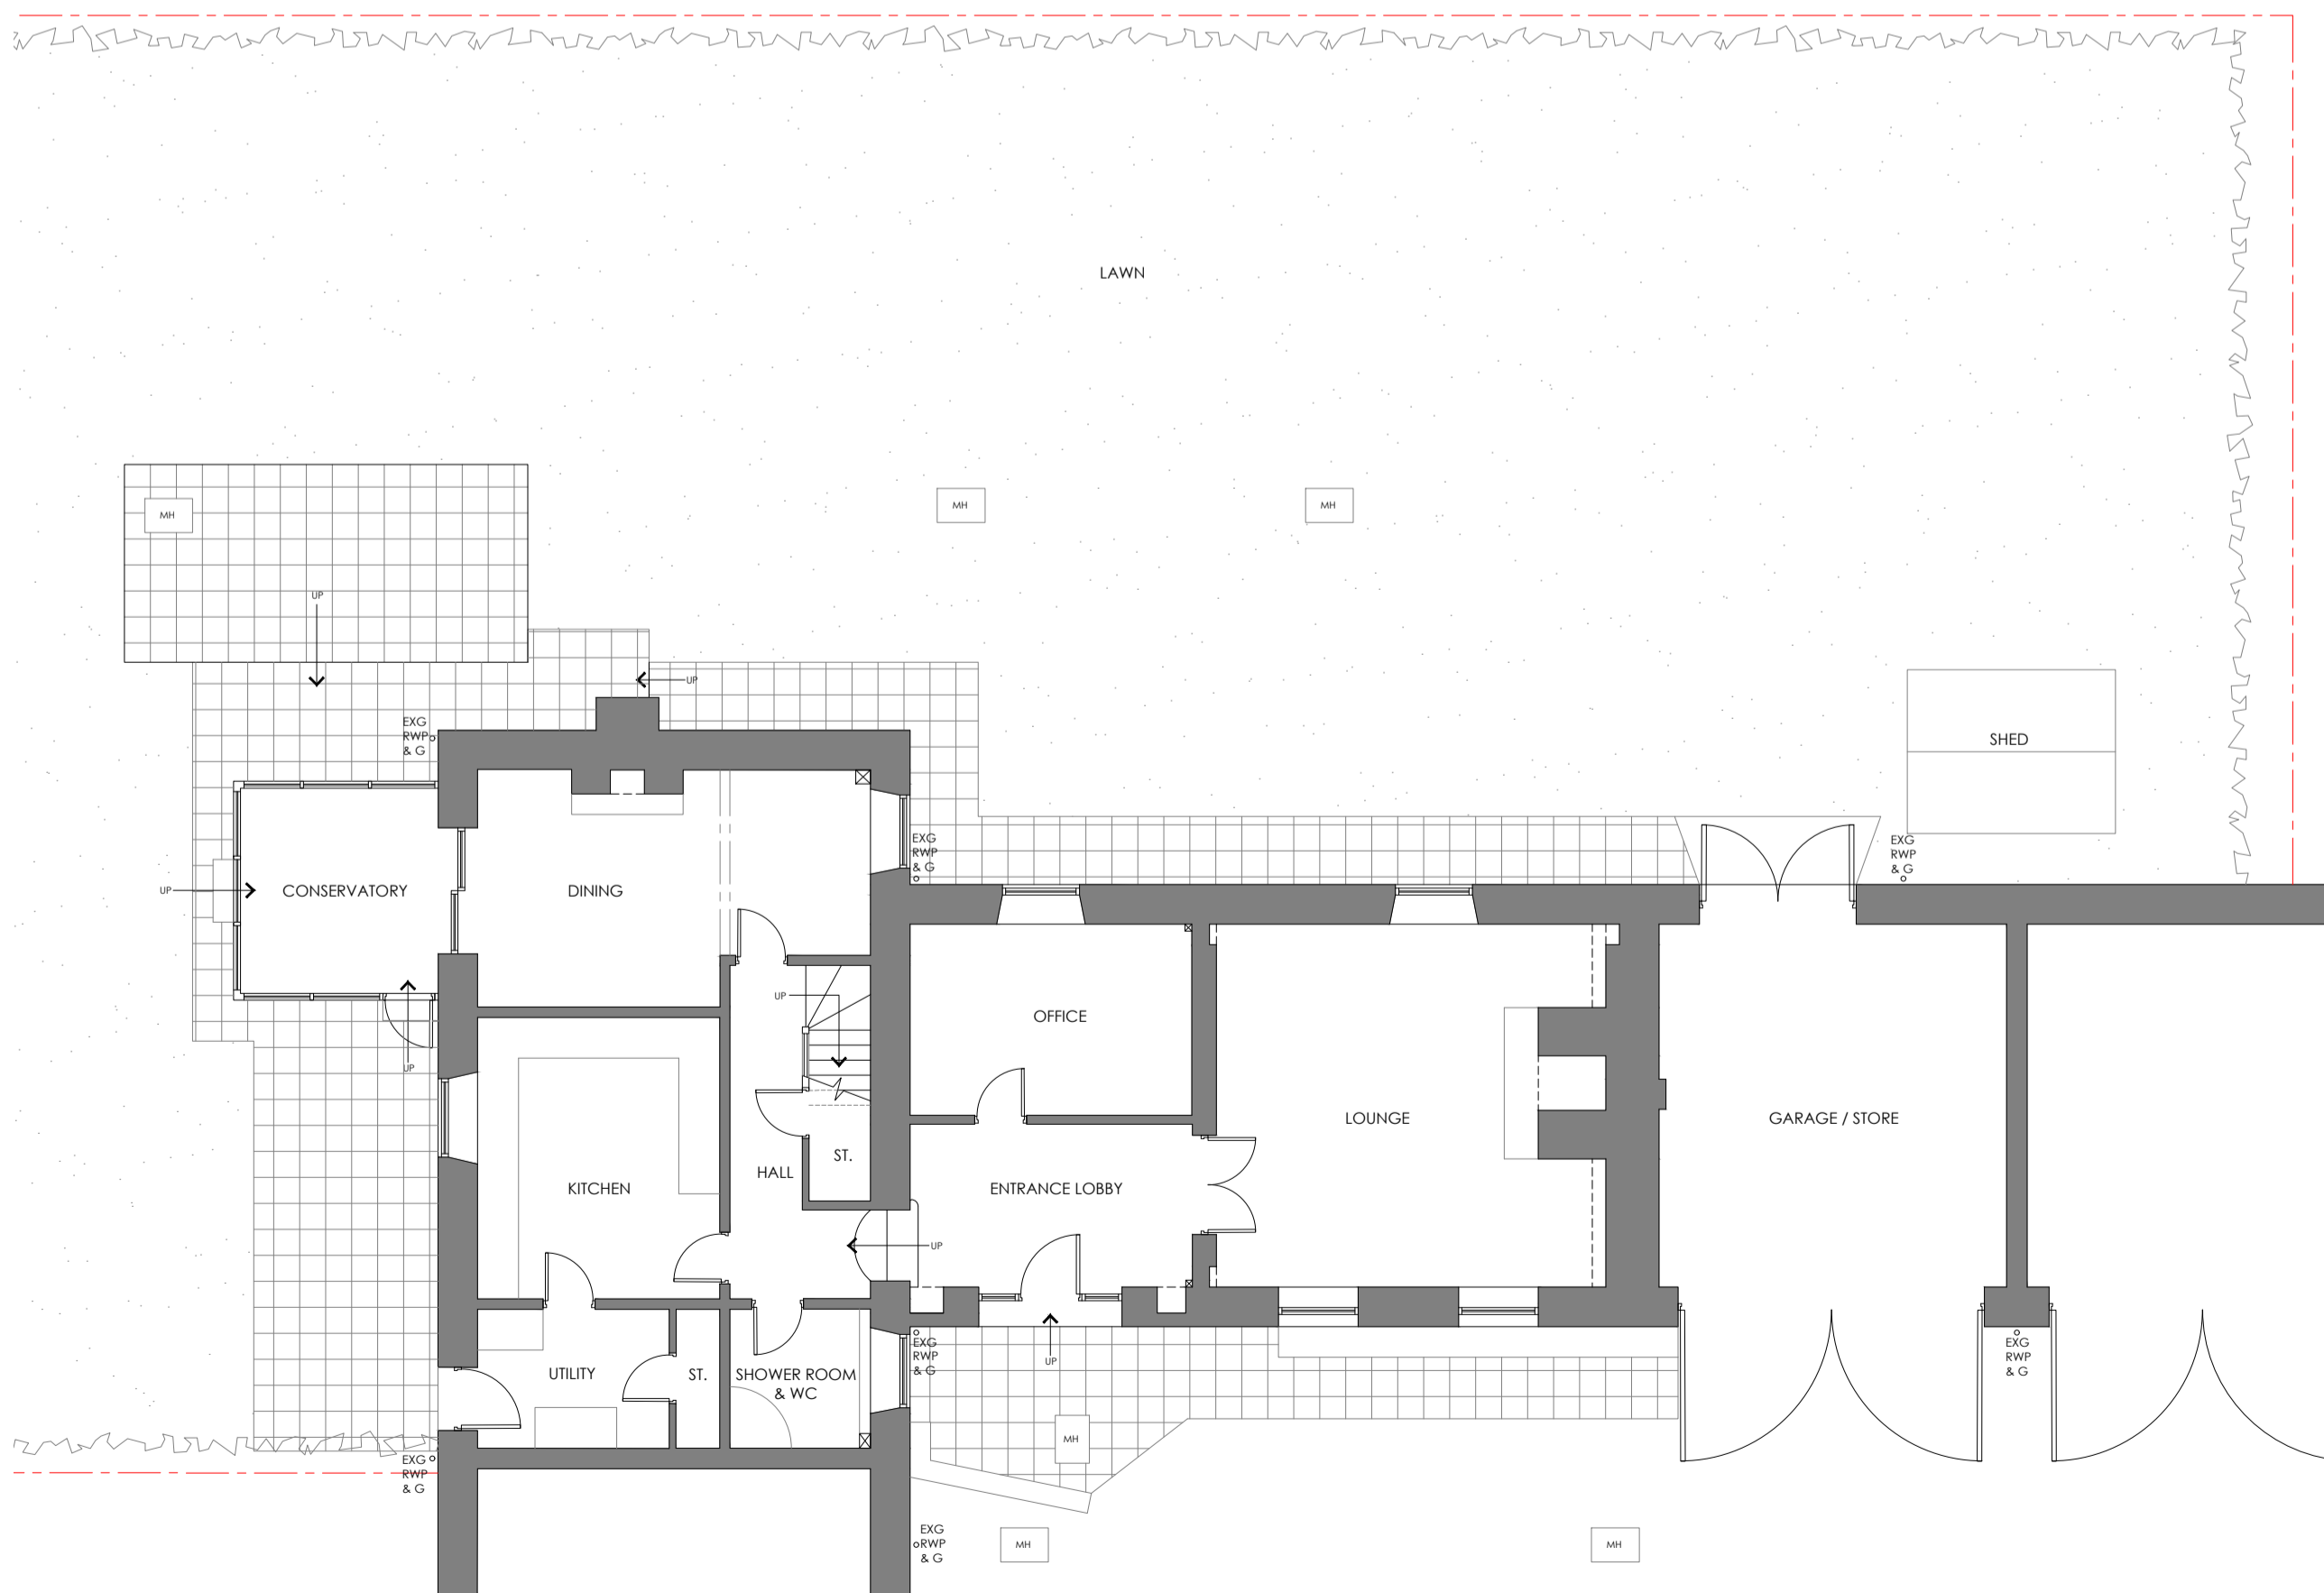 LAWN
MH
MH
MH
UP
UP
EXG
RWP
& G
SHED
EXG
RWP
& G
EXG
RWP
& G
UP
CONSERVATORY
DINING
UP
OFFICE
UP
LOUNGE
GARAGE / STORE
ST.
HALL
KITCHEN
ENTRANCE LOBBY
UP
EXG
RWP
& G
EXG
RWP
& G
UP
UTILITY
ST.
SHOWER ROOM
& WC
MH
EXG
RWP
& G
EXG
RWP
& G
MH
MH